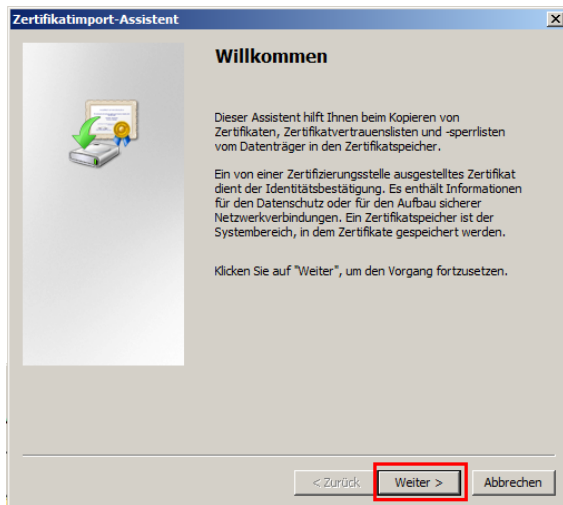 Zertifikatimport-Assistent
Willkommen
Dieser Assistent hilft Ihnen beim Kopieren von
Zertifikaten, Zertifikatvertrauenslisten und -sperrlisten
vom Datenträger in den Zertifikatspeicher.
Ein von einer Zertifizierungsstelle ausgestelltes Zertifikat
dient der Identitätsbestätigung. Es enthält Informationen
für den Datenschutz oder für den Aufbau sicherer
Netzwerkverbindungen. Ein Zertifikatspeicher ist der
Systembereich, in dem Zertifikate gespeichert werden.
Klicken Sie auf "Weiter", um den Vorgang fortzusetzen.
< Zurück Weiter > Abbrechen